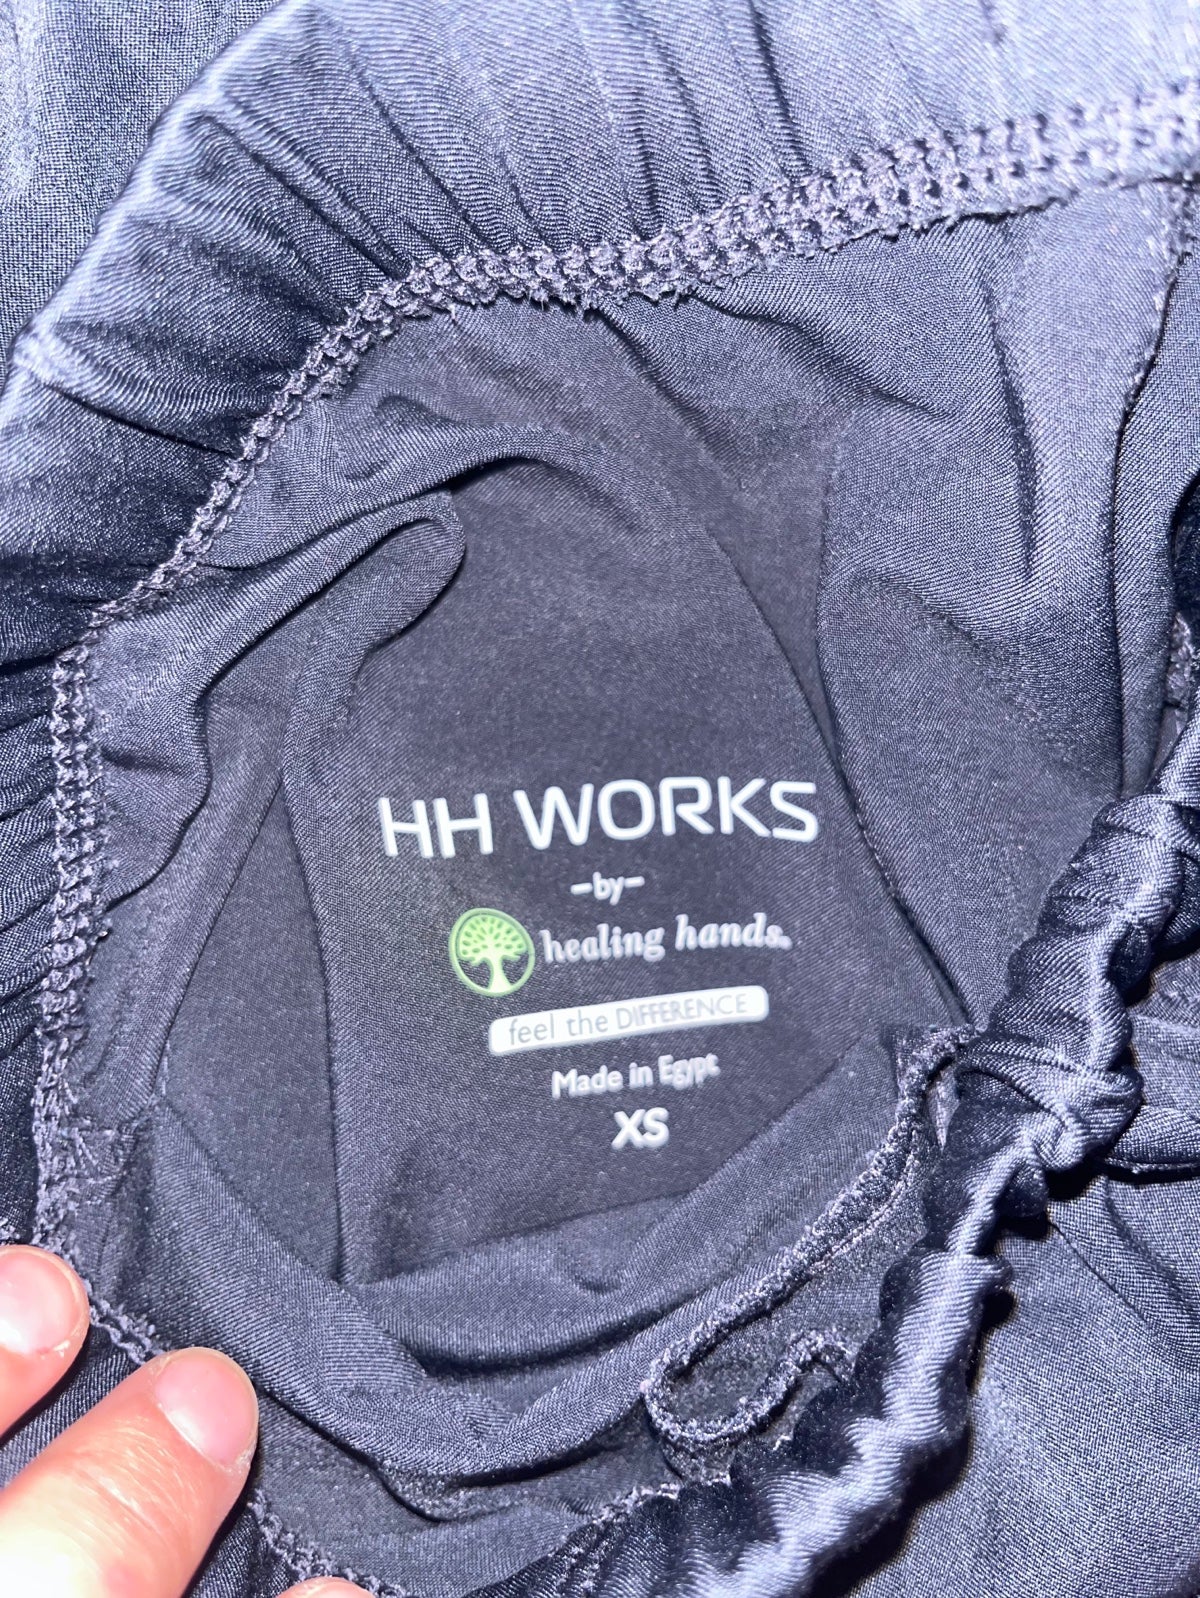 HH WORKS
-by-
healing hands.
feel the DIFFERENCE
Made in Egypt
XS